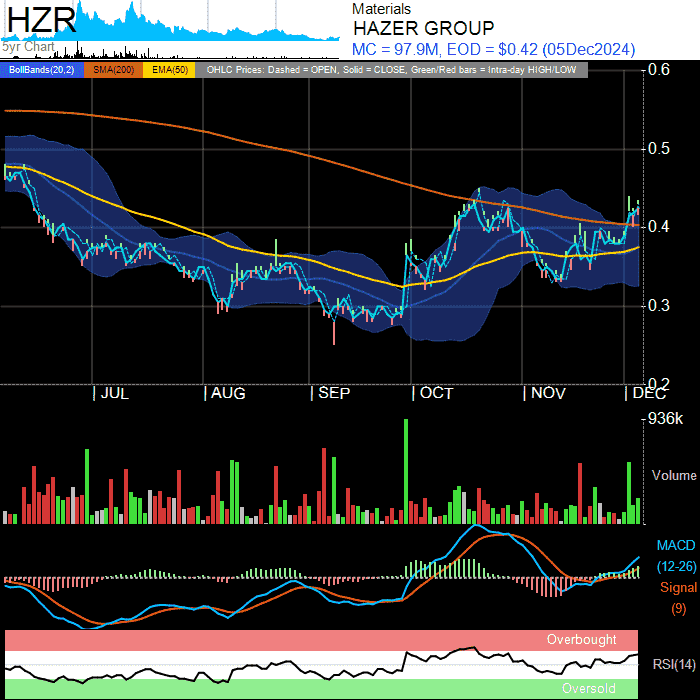 HZR
5yr Chart
Materials
HAZER GROUP
MC = 97.9M, EOD = $0.42 (05Dec2024)
BollBands(20,2) SMA(200) EMA(50) OHLC Prices: Dashed = OPEN, Solid = CLOSE, Green/Red bars = Intra-day HIGH/LOW
0.6
0.5
0.4
0.3
0.2
| JUL | AUG | SEP | OCT | NOV | DEC
936k
Volume
MACD
(12-26)
Signal
(9)
Overbought
RSI(14)
Oversold